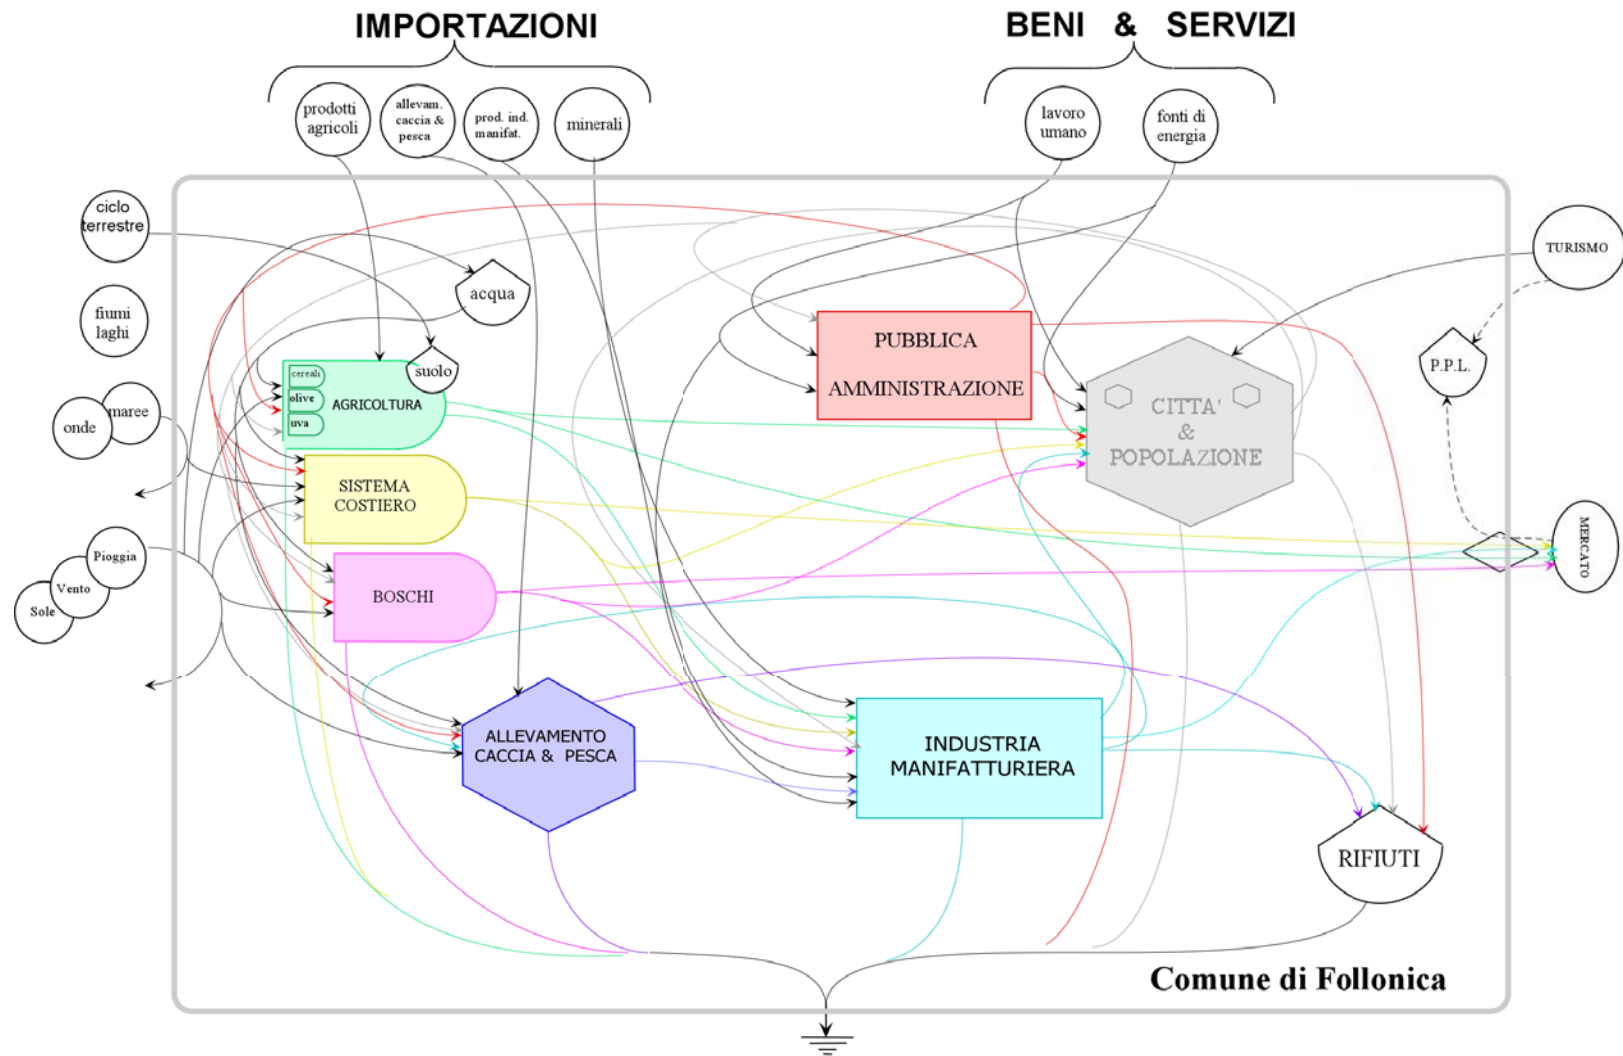 IMPORTAZIONI
BENI & SERVIZI
prodotti
agricoli
allevam.
caccia &
pesca
prod. ind.
manifat.
minerali
lavoro
umano
fonti di
energia
ciclo
terrestre
TURISMO
acqua
fiumi
laghi
PUBBLICA
AMMINISTRAZIONE
P.P.L.
suolo
cereali
olive
uva
AGRICOLTURA
maree
onde
CITTA'
&
POPOLAZIONE
SISTEMA
COSTIERO
MERCATO
Pioggia
Vento
Sole
BOSCHI
ALLEVAMENTO
CACCIA & PESCA
INDUSTRIA
MANIFATTURIERA
RIFIUTI
Comune di Follonica